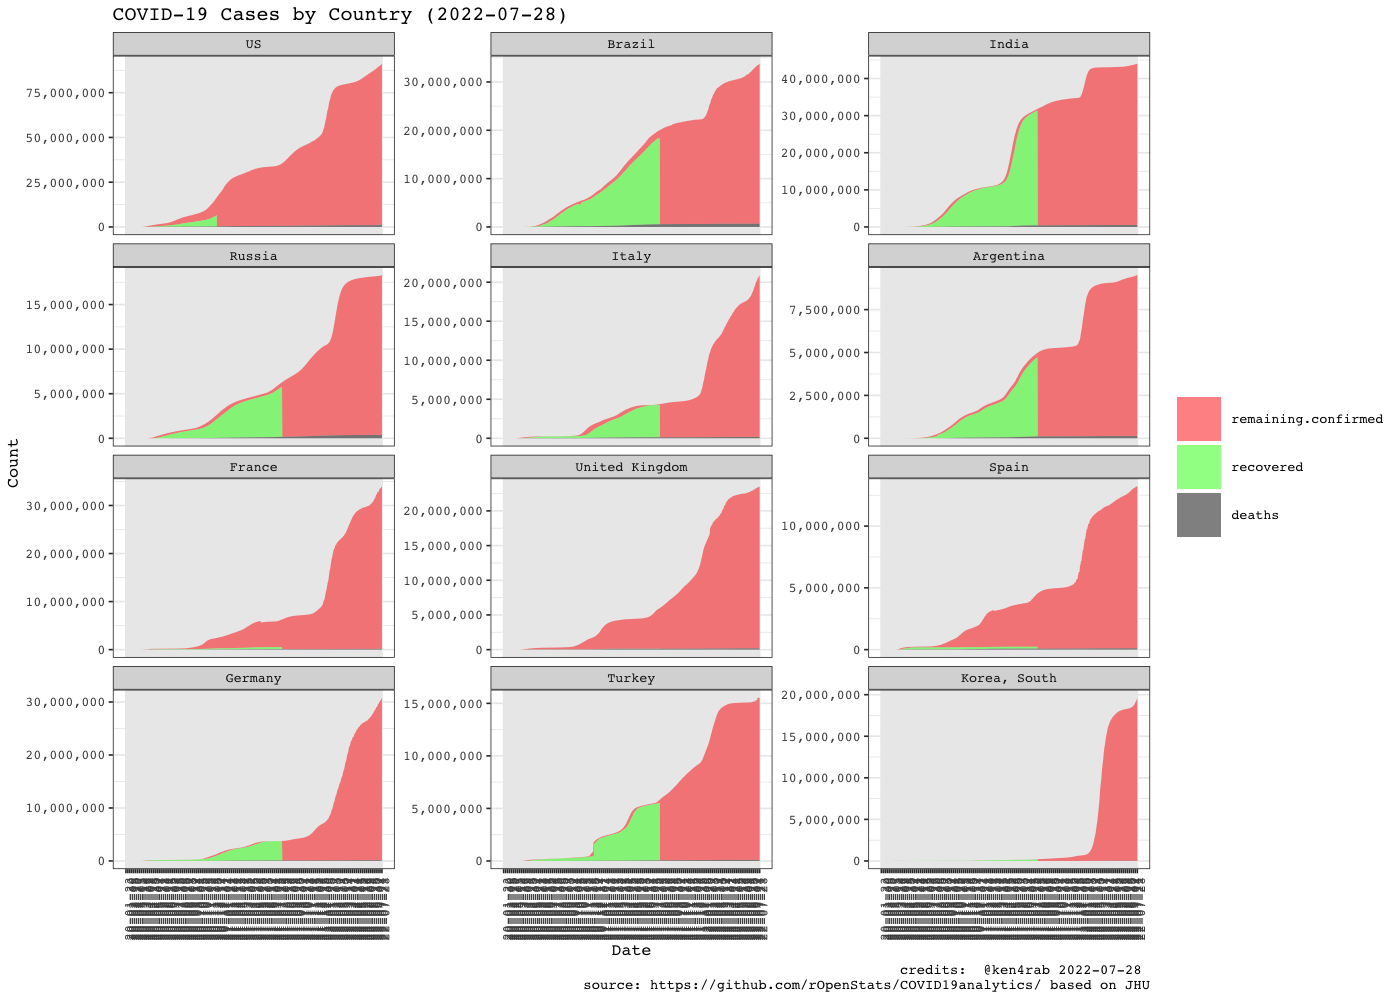 COVID-19 Cases by Country (2022-07-28)
US
Brazil
India
75,000,000
50,000,000
25,000,000
0
30,000,000
20,000,000
10,000,000
0
40,000,000
30,000,000
20,000,000
10,000,000
0
Russia
Italy
Argentina
15,000,000
10,000,000
5,000,000
0
20,000,000
15,000,000
10,000,000
5,000,000
0
7,500,000
5,000,000
2,500,000
0
France
United Kingdom
Spain
30,000,000
20,000,000
10,000,000
0
20,000,000
15,000,000
10,000,000
5,000,000
0
10,000,000
5,000,000
0
Germany
Turkey
Korea, South
30,000,000
20,000,000
10,000,000
0
15,000,000
10,000,000
5,000,000
0
20,000,000
15,000,000
10,000,000
5,000,000
0
Count
Date
remaining.confirmed
recovered
deaths
credits: @ken4rab 2022-07-28
source: https://github.com/rOpenStats/COVID19analytics/ based on JHU